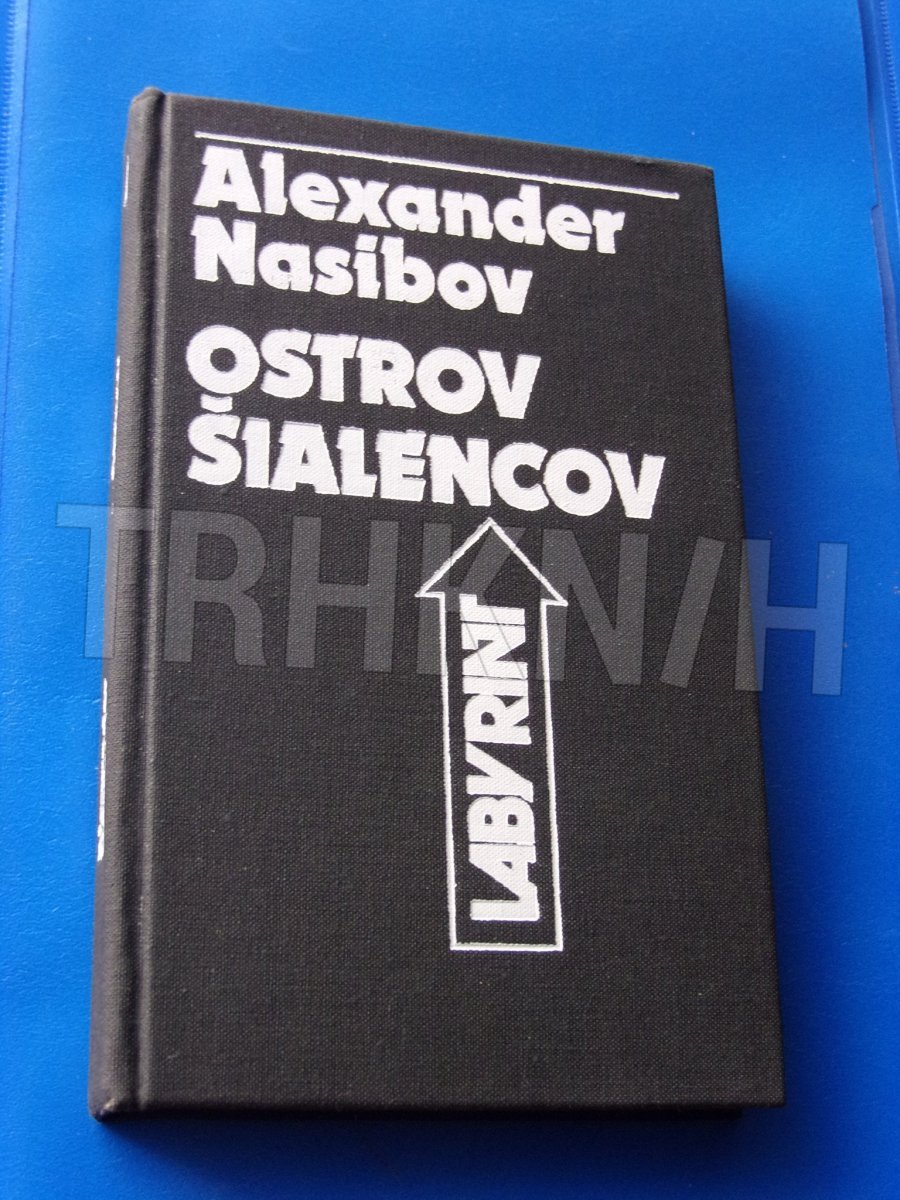 Alexander
Nasibov
OSTROV
ŠIALENCOV
LABYRINT
TRHKNIH